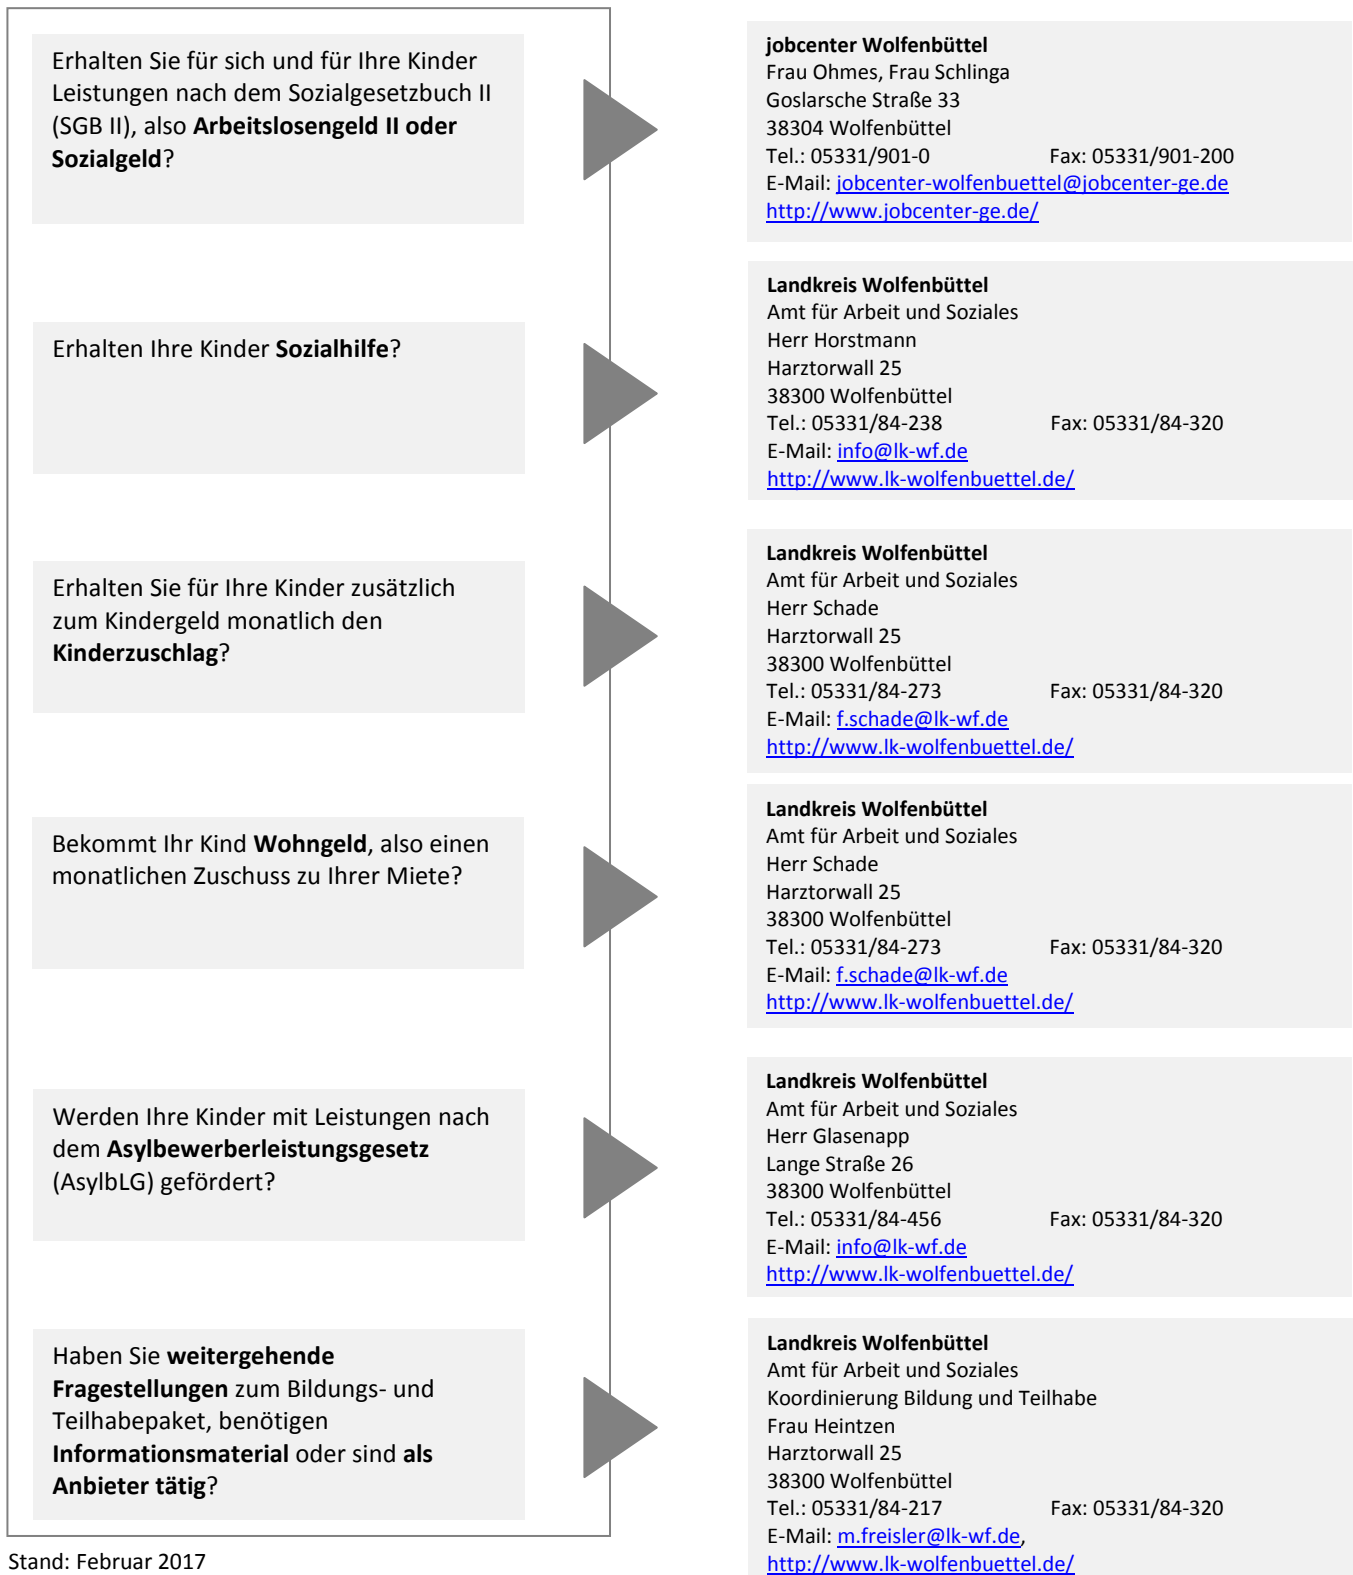 Erhalten Sie für sich und für Ihre Kinder
Leistungen nach dem Sozialgesetzbuch II
(SGB II), also Arbeitslosengeld II oder
Sozialgeld?
jobcenter Wolfenbüttel
Frau Ohmes, Frau Schlinga
Goslarsche Straße 33
38304 Wolfenbüttel
Tel.: 05331/901-0 Fax: 05331/901-200
E-Mail: jobcenter-wolfenbuettel@jobcenter-ge.de
http://www.jobcenter-ge.de/
Erhalten Ihre Kinder Sozialhilfe?
Landkreis Wolfenbüttel
Amt für Arbeit und Soziales
Herr Horstmann
Harztorwall 25
38300 Wolfenbüttel
Tel.: 05331/84-238 Fax: 05331/84-320
E-Mail: info@lk-wf.de
http://www.lk-wolfenbuettel.de/
Erhalten Sie für Ihre Kinder zusätzlich
zum Kindergeld monatlich den
Kinderzuschlag?
Landkreis Wolfenbüttel
Amt für Arbeit und Soziales
Herr Schade
Harztorwall 25
38300 Wolfenbüttel
Tel.: 05331/84-273 Fax: 05331/84-320
E-Mail: f.schade@lk-wf.de
http://www.lk-wolfenbuettel.de/
Bekommt Ihr Kind Wohngeld, also einen
monatlichen Zuschuss zu Ihrer Miete?
Landkreis Wolfenbüttel
Amt für Arbeit und Soziales
Herr Schade
Harztorwall 25
38300 Wolfenbüttel
Tel.: 05331/84-273 Fax: 05331/84-320
E-Mail: f.schade@lk-wf.de
http://www.lk-wolfenbuettel.de/
Werden Ihre Kinder mit Leistungen nach
dem Asylbewerberleistungsgesetz
(AsylbLG) gefördert?
Landkreis Wolfenbüttel
Amt für Arbeit und Soziales
Herr Glasenapp
Lange Straße 26
38300 Wolfenbüttel
Tel.: 05331/84-456 Fax: 05331/84-320
E-Mail: info@lk-wf.de
http://www.lk-wolfenbuettel.de/
Haben Sie weitergehende
Fragestellungen zum Bildungs- und
Teilhabepaket, benötigen
Informationsmaterial oder sind als
Anbieter tätig?
Landkreis Wolfenbüttel
Amt für Arbeit und Soziales
Koordinierung Bildung und Teilhabe
Frau Heintzen
Harztorwall 25
38300 Wolfenbüttel
Tel.: 05331/84-217 Fax: 05331/84-320
E-Mail: m.freisler@lk-wf.de,
http://www.lk-wolfenbuettel.de/
Stand: Februar 2017